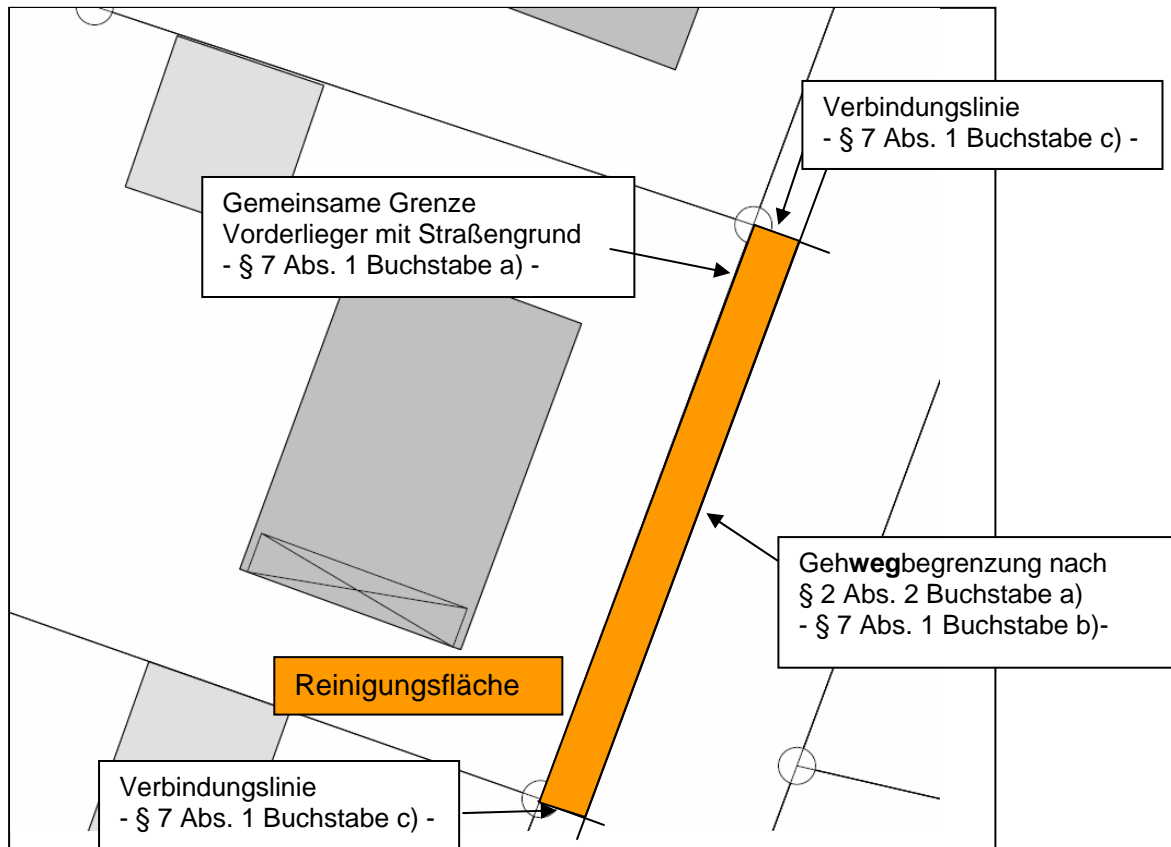 Verbindungslinie
- § 7 Abs. 1 Buchstabe c) -
Gemeinsame Grenze
Vorderlieger mit Straßengrund
- § 7 Abs. 1 Buchstabe a) -
Gehwegbegrenzung nach
§ 2 Abs. 2 Buchstabe a)
- § 7 Abs. 1 Buchstabe b)-
Reinigungsfläche
Verbindungslinie
- § 7 Abs. 1 Buchstabe c) -